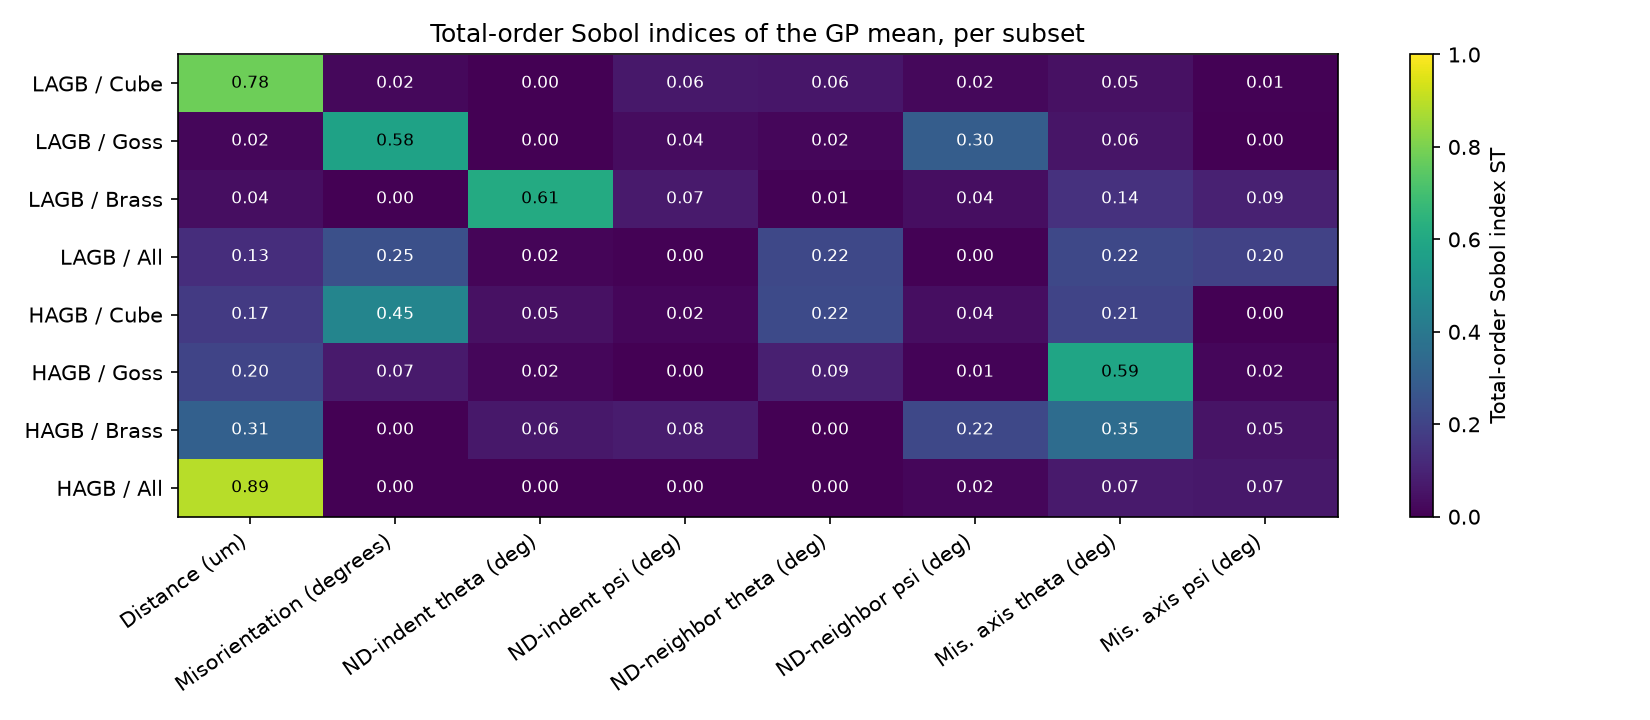 Total-order Sobol indices of the GP mean, per subset
LAGB / Cube 0.78 0.02 0.00 0.06 0.06 0.02 0.05 0.01
LAGB / Goss 0.02 0.58 0.00 0.04 0.02 0.30 0.06 0.00
LAGB / Brass 0.04 0.00 0.61 0.07 0.01 0.04 0.14 0.09
LAGB / All 0.13 0.25 0.02 0.00 0.22 0.00 0.22 0.20
HAGB / Cube 0.17 0.45 0.05 0.02 0.22 0.04 0.21 0.00
HAGB / Goss 0.20 0.07 0.02 0.00 0.09 0.01 0.59 0.02
HAGB / Brass 0.31 0.00 0.06 0.08 0.00 0.22 0.35 0.05
HAGB / All 0.89 0.00 0.00 0.00 0.00 0.02 0.07 0.07
Distance (um)
Misorientation (degrees)
ND-indent theta (deg)
ND-indent psi (deg)
ND-neighbor theta (deg)
ND-neighbor psi (deg)
Mis. axis theta (deg)
Mis. axis psi (deg)
1.0
0.8
0.6
0.4
0.2
0.0
Total-order Sobol index ST